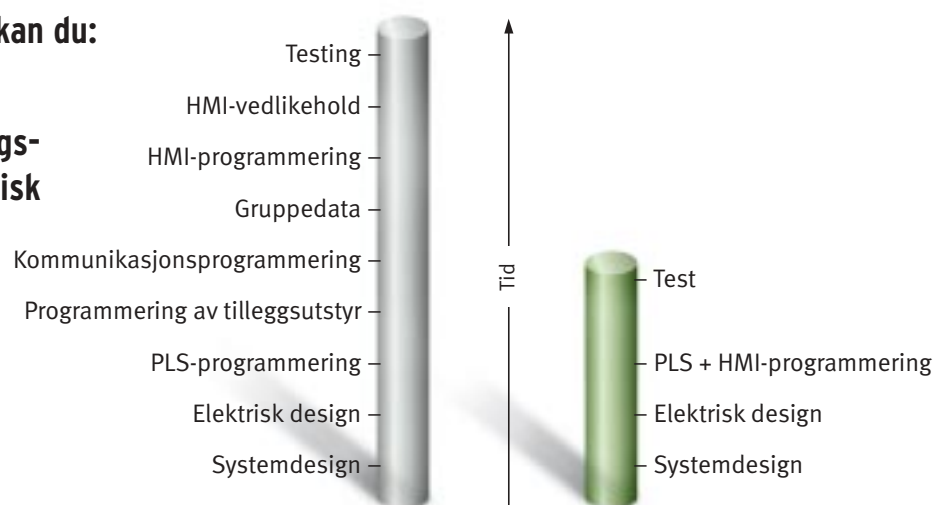 kan du:
gs-
isk
Testing
HMI-vedlikehold
HMI-programmering
Gruppedata
Kommunikasjonsprogrammering
Programmering av tilleggsutstyr
PLS-programmering
Elektrisk design
Systemdesign
Tid
Test
PLS + HMI-programmering
Elektrisk design
Systemdesign